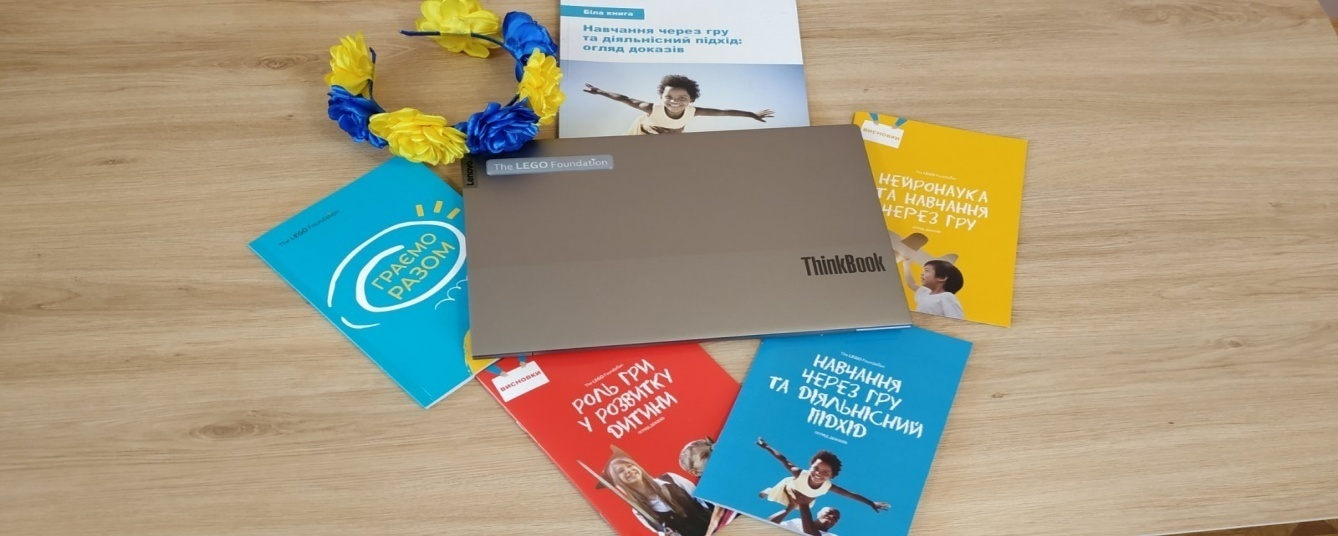 Біла книга
Навчання через гру
та діяльнісний підхід:
огляд доказів
Lenovo
The LEGO Foundation
ThinkBook
The LEGO Foundation
ГРАЄМО
РАЗОМ
ВИСНОВКИ
The LEGO Foundation
НЕЙРОНАУКА
ТА НАВЧАННЯ
ЧЕРЕЗ ГРУ
ВИСНОВКИ
The LEGO Foundation
РОЛЬ ГРИ
У РОЗВИТКУ
ДИТИНИ
The LEGO Foundation
НАВЧАННЯ
ЧЕРЕЗ ГРУ
ТА ДІЯЛЬНІСНИЙ
ПІДХІД